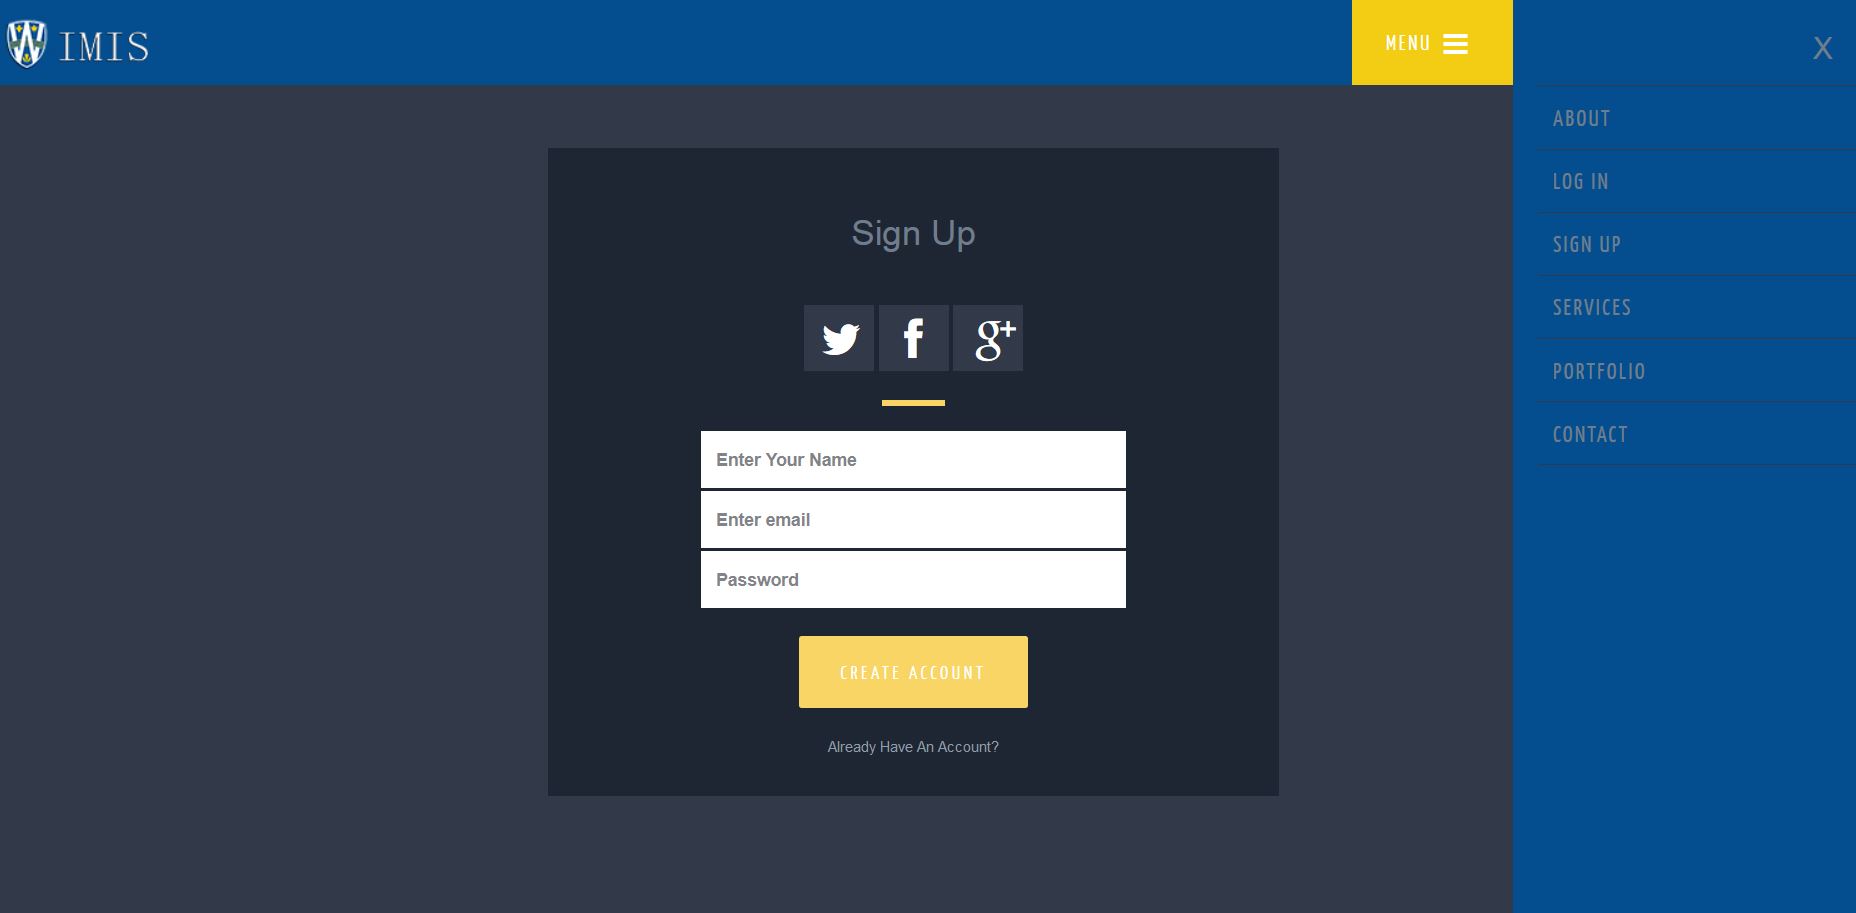 IMIS
MENU
X
ABOUT
LOG IN
SIGN UP
SERVICES
PORTFOLIO
CONTACT
Sign Up
Enter Your Name
Enter email
Password
CREATE ACCOUNT
Already Have An Account?